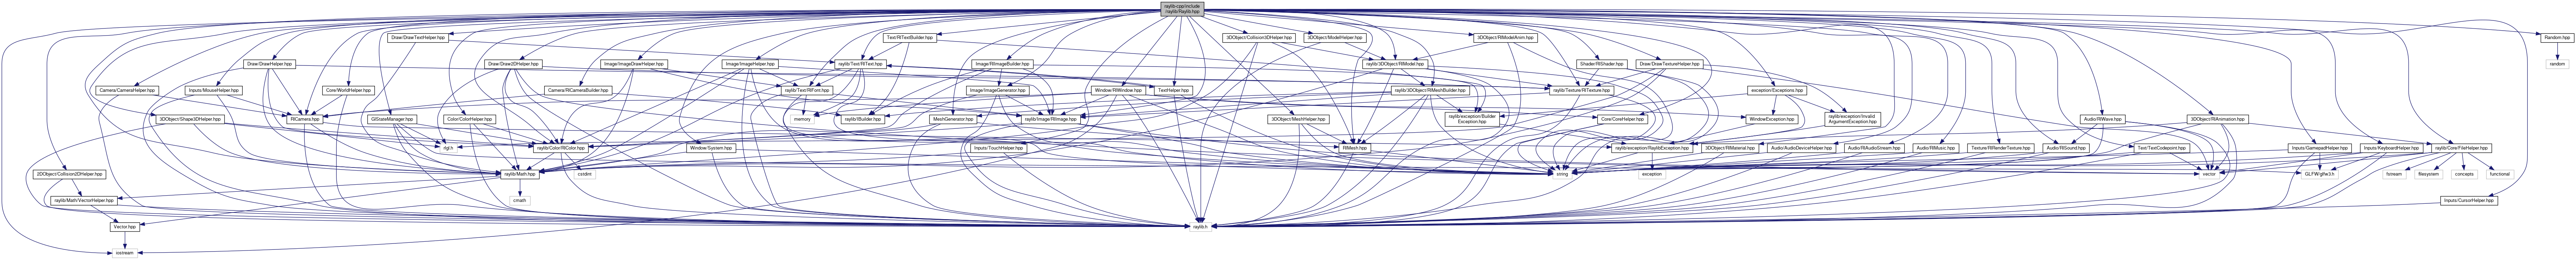 raylib-cpp/include
/raylib/Raylib.hpp
Draw/DrawTextHelper.hpp
Text/RlTextBuilder.hpp
3DObject/Collision3DHelper.hpp
3DObject/ModelHelper.hpp
3DObject/RlModelAnim.hpp
Random.hpp
Draw/DrawHelper.hpp
Draw/Draw2DHelper.hpp
Image/ImageDrawHelper.hpp
Image/ImageHelper.hpp
raylib/Text/RlText.hpp
Image/RlImageBuilder.hpp
raylib/3DObject/RlModel.hpp
Shader/RlShader.hpp
Draw/DrawTextureHelper.hpp
random
Camera/CameraHelper.hpp
Inputs/MouseHelper.hpp
Core/WorldHelper.hpp
Camera/RlCameraBuilder.hpp
raylib/Text/RlFont.hpp
Image/ImageGenerator.hpp
Window/RlWindow.hpp
TextHelper.hpp
raylib/3DObject/RlMeshBuilder.hpp
raylib/Texture/RlTexture.hpp
exception/Exceptions.hpp
3DObject/Shape3DHelper.hpp
RlCamera.hpp
GlStateManager.hpp
Color/ColorHelper.hpp
memory
raylib/IBuilder.hpp
MeshGenerator.hpp
raylib/Image/RlImage.hpp
3DObject/MeshHelper.hpp
raylib/exception/Builder
Exception.hpp
Core/CoreHelper.hpp
WindowException.hpp
raylib/exception/Invalid
ArgumentException.hpp
Audio/RlWave.hpp
3DObject/RlAnimation.hpp
rlgl.h
raylib/Color/RlColor.hpp
Window/System.hpp
Inputs/TouchHelper.hpp
RlMesh.hpp
raylib/exception/RaylibException.hpp
3DObject/RlMaterial.hpp
Audio/AudioDeviceHelper.hpp
Audio/RlAudioStream.hpp
Audio/RlMusic.hpp
Texture/RlRenderTexture.hpp
Audio/RlSound.hpp
Text/TextCodepoint.hpp
Inputs/GamepadHelper.hpp
Inputs/KeyboardHelper.hpp
raylib/Core/FileHelper.hpp
2DObject/Collision2DHelper.hpp
raylib/Math.hpp
cstdint
string
exception
vector
GLFW/glfw3.h
fstream
filesystem
concepts
functional
raylib/Math/VectorHelper.hpp
cmath
Inputs/CursorHelper.hpp
Vector.hpp
raylib.h
iostream